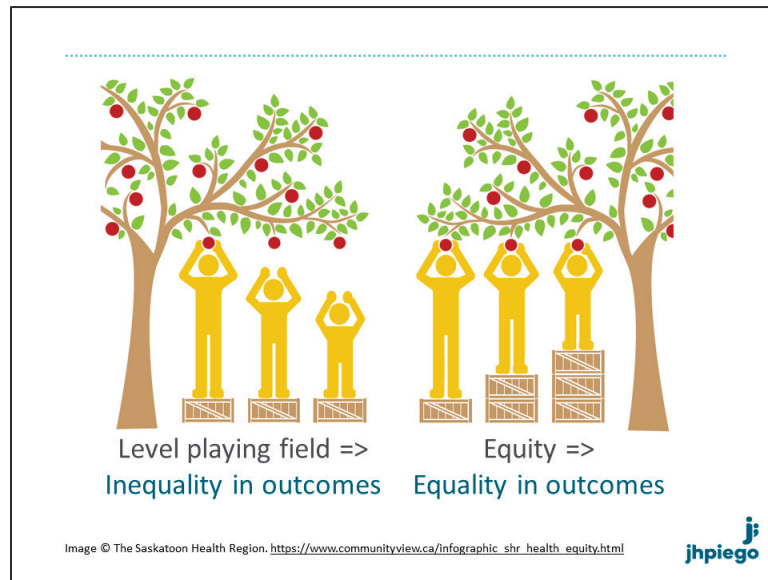 Level playing field =>
Inequality in outcomes
Equity =>
Equality in outcomes
Image © The Saskatoon Health Region. https://www.communityview.ca/infographic_shr_health_equity.html
jhpiego